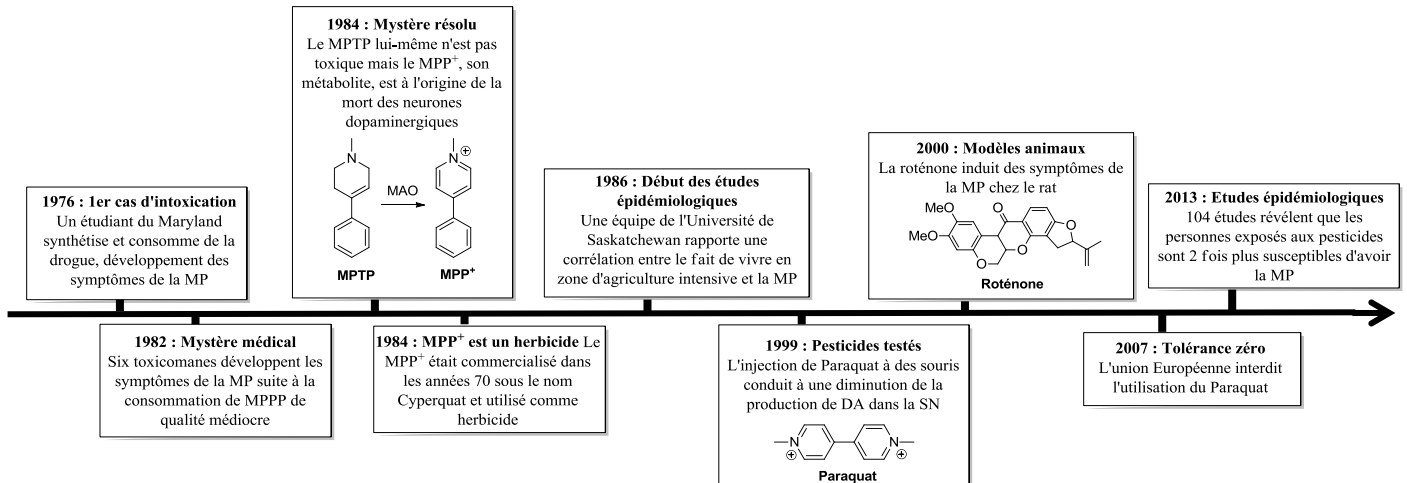 1984 : Mystère résolu
Le MPTP lui-même n'est pas
toxique mais le MPP+, son
métabolite, est à l'origine de la
mort des neurones
dopaminergiques
N
MAO
N
⊕
MPTP
MPP+
1976 : 1er cas d'intoxication
Un étudiant du Maryland
synthétise et consomme de la
drogue, développement des
symptômes de la MP
1986 : Début des études
épidémiologiques
Une équipe de l'Université de
Saskatchewan rapporte une
corrélation entre le fait de vivre en
zone d'agriculture intensive et la MP
2000 : Modèles animaux
La roténone induit des symptômes de
la MP chez le rat
MeO
MeO
O
O
O
O
Roténone
2013 : Etudes épidémiologiques
104 études révélent que les
personnes exposés aux pesticides
sont 2 fois plus susceptibles d'avoir
la MP
1982 : Mystère médical
Six toxicomanes développent les
symptômes de la MP suite à la
consommation de MPPP de
qualité médiocre
1984 : MPP+ est un herbicide Le
MPP+ était commercialisé dans
les années 70 sous le nom
Cyperquat et utilisé comme
herbicide
1999 : Pesticides testés
L'injection de Paraquat à des souris
conduit à une diminution de la
production de DA dans la SN
N
⊕
N
⊕
Paraquat
2007 : Tolérance zéro
L'union Européenne interdit
l'utilisation du Paraquat